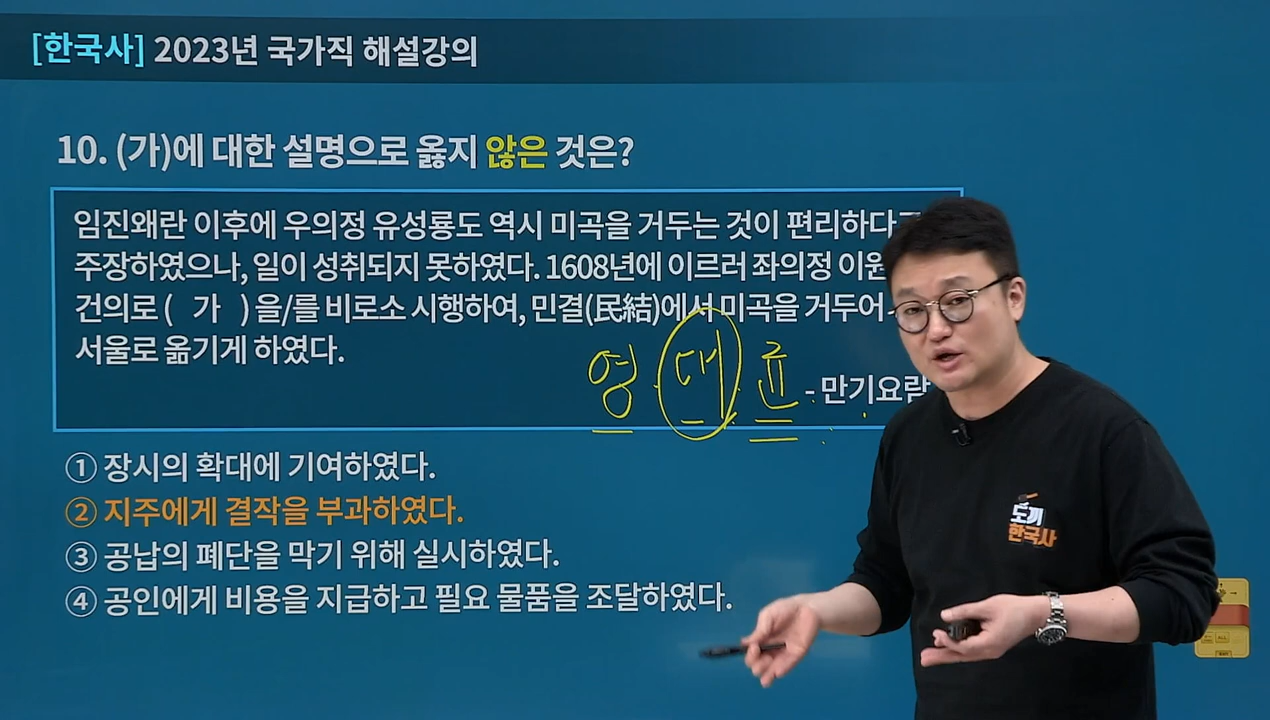 [한국사] 2023년 국가직 해설강의
10. (가)에 대한 설명으로 옳지 않은 것은?
임진왜란 이후에 우의정 유성룡도 역시 미곡을 거두는 것이 편리하다
주장하였으나, 일이 성취되지 못하였다. 1608년에 이르러 좌의정
건의로 ( 가 ) 을/를 비로소 시행하여, 민결(民結)에서 미곡을 거두어
서울로 옮기게 하였다.
영 대 균
- 만기요람
① 장시의 확대에 기여하였다.
② 지주에게 결작을 부과하였다.
③ 공납의 폐단을 막기 위해 실시하였다.
④ 공인에게 비용을 지급하고 필요 물품을 조달하였다.
도끼
한국사